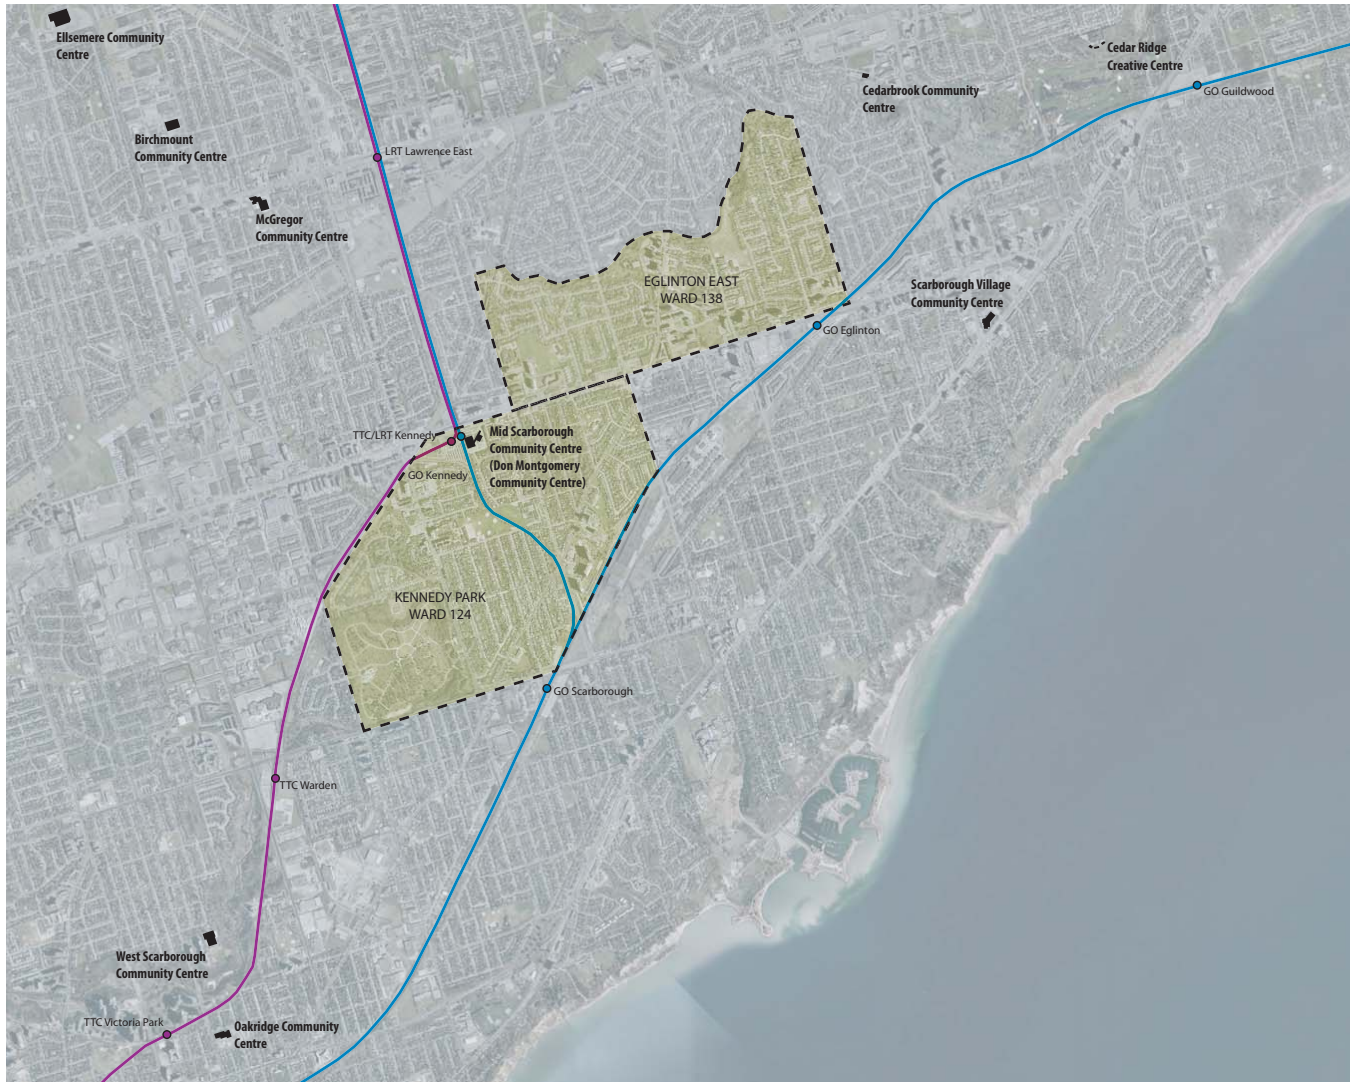 Ellsemere Community
Centre
Cedar Ridge
Creative Centre
Cedarbrook Community
Centre
GO Guildwood
Birchmount
Community Centre
LRT Lawrence East
McGregor
Community Centre
EGLINTON EAST
WARD 138
Scarborough Village
Community Centre
GO Eglinton
TTC/LRT Kennedy
Mid Scarborough
Community Centre
(Don Montgomery
Community Centre)
GO Kennedy
KENNEDY PARK
WARD 124
GO Scarborough
TTC Warden
West Scarborough
Community Centre
TTC Victoria Park
Oakridge Community
Centre